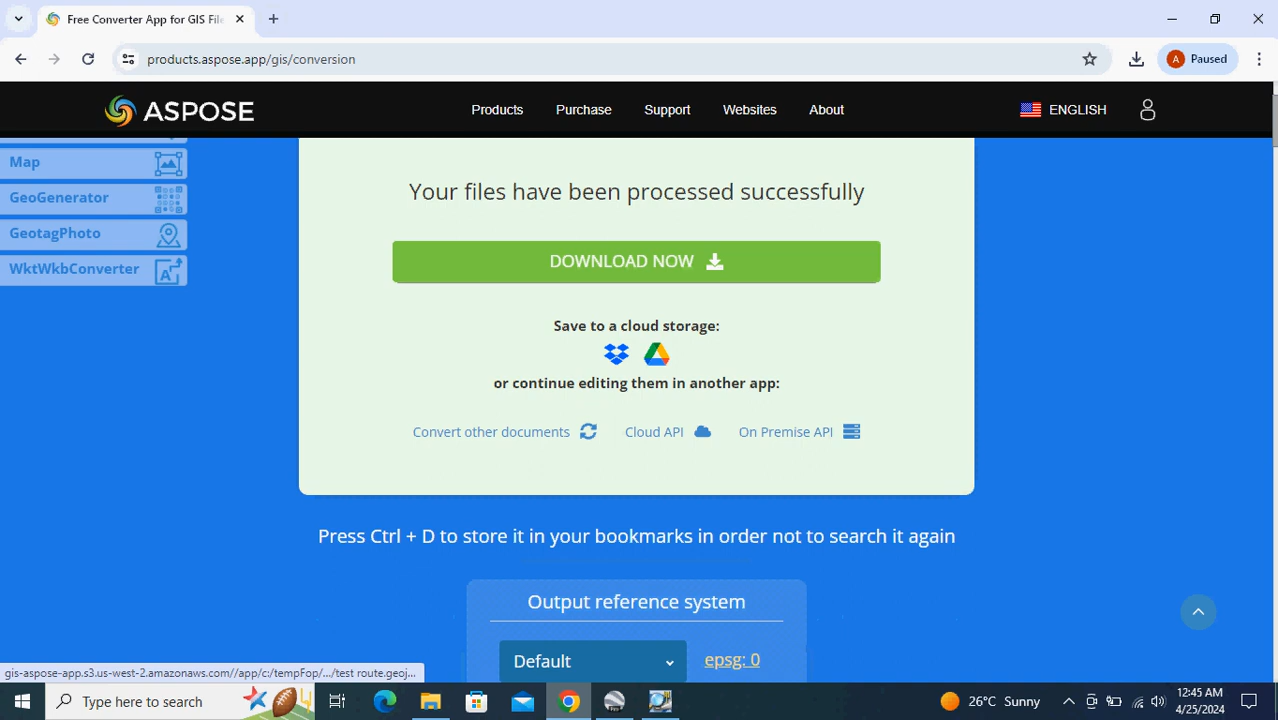 Free Converter App for GIS File
products.aspose.app/gis/conversion
A Paused
ASPOSE
Products Purchase Support Websites About
ENGLISH
Map
GeoGenerator
GeotagPhoto
WktWkbConverter
Your files have been processed successfully
DOWNLOAD NOW
Save to a cloud storage:
or continue editing them in another app:
Convert other documents Cloud API On Premise API
Press Ctrl + D to store it in your bookmarks in order not to search it again
Output reference system
Default epsg: 0
gis-aspose-app.s3.us-west-2.amazonaws.com//app/c:/tempFop/.../test route.geoj...
Type here to search
26°C Sunny
12:45 AM
4/25/2024